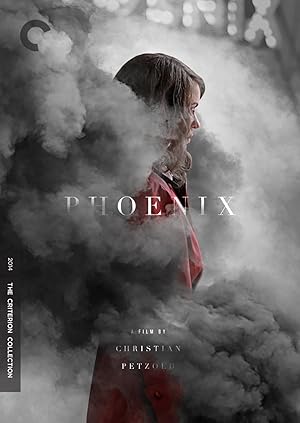 PHOENIX
A FILM BY
CHRISTIAN
PETZOLD
2014 THE CRITERION COLLECTION